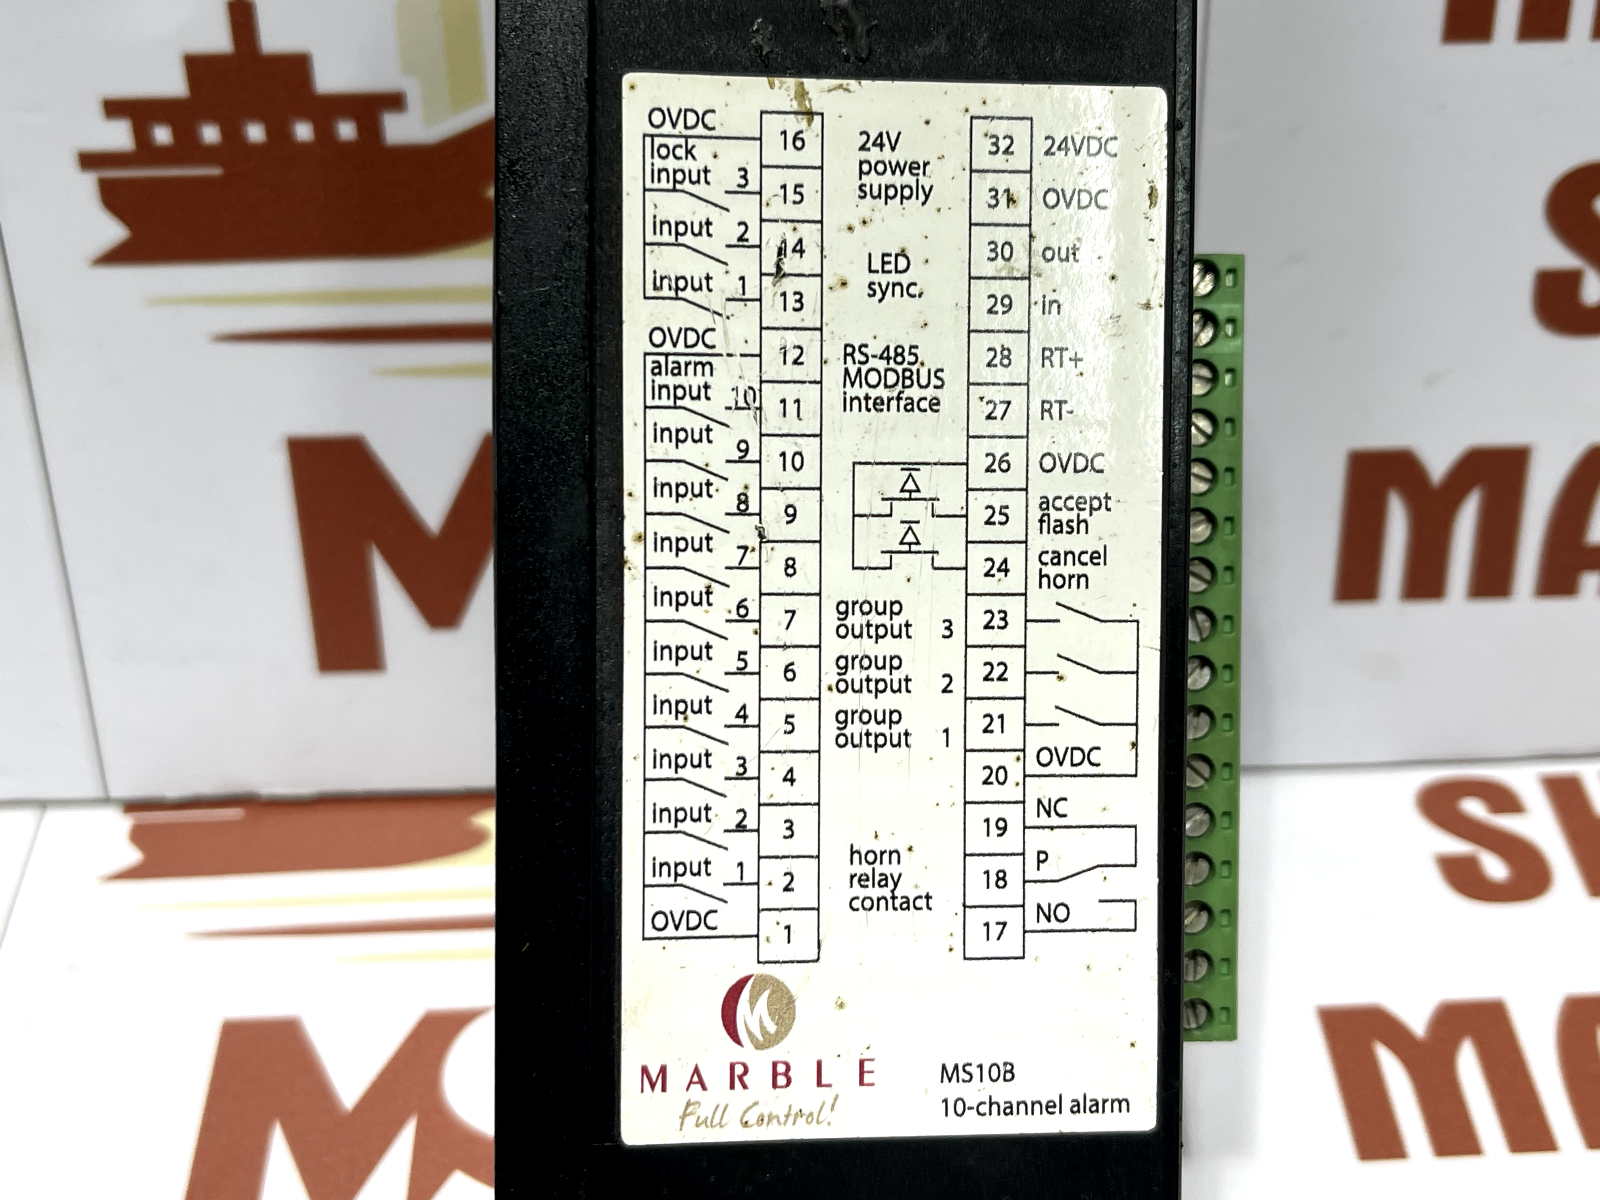 OVDC
16
lock
input 3
15
input 2
14
input 1
13
OVDC
12
alarm
input 10
11
input 9
10
input 8
9
input 7
8
input 6
7
input 5
6
input 4
5
input 3
4
input 2
3
input 1
2
OVDC
1
24V
power
supply
LED
sync.
RS-485
MODBUS
interface
group
output 3
group
output 2
group
output 1
horn
relay
contact
32 24VDC
31 OVDC
30 out
29 in
28 RT+
27 RT-
26 OVDC
25 accept
flash
24 cancel
horn
23
22
21
20 OVDC
19 NC
18 P
17 NO
MARBLE
Full Control!
MS10B
10-channel alarm